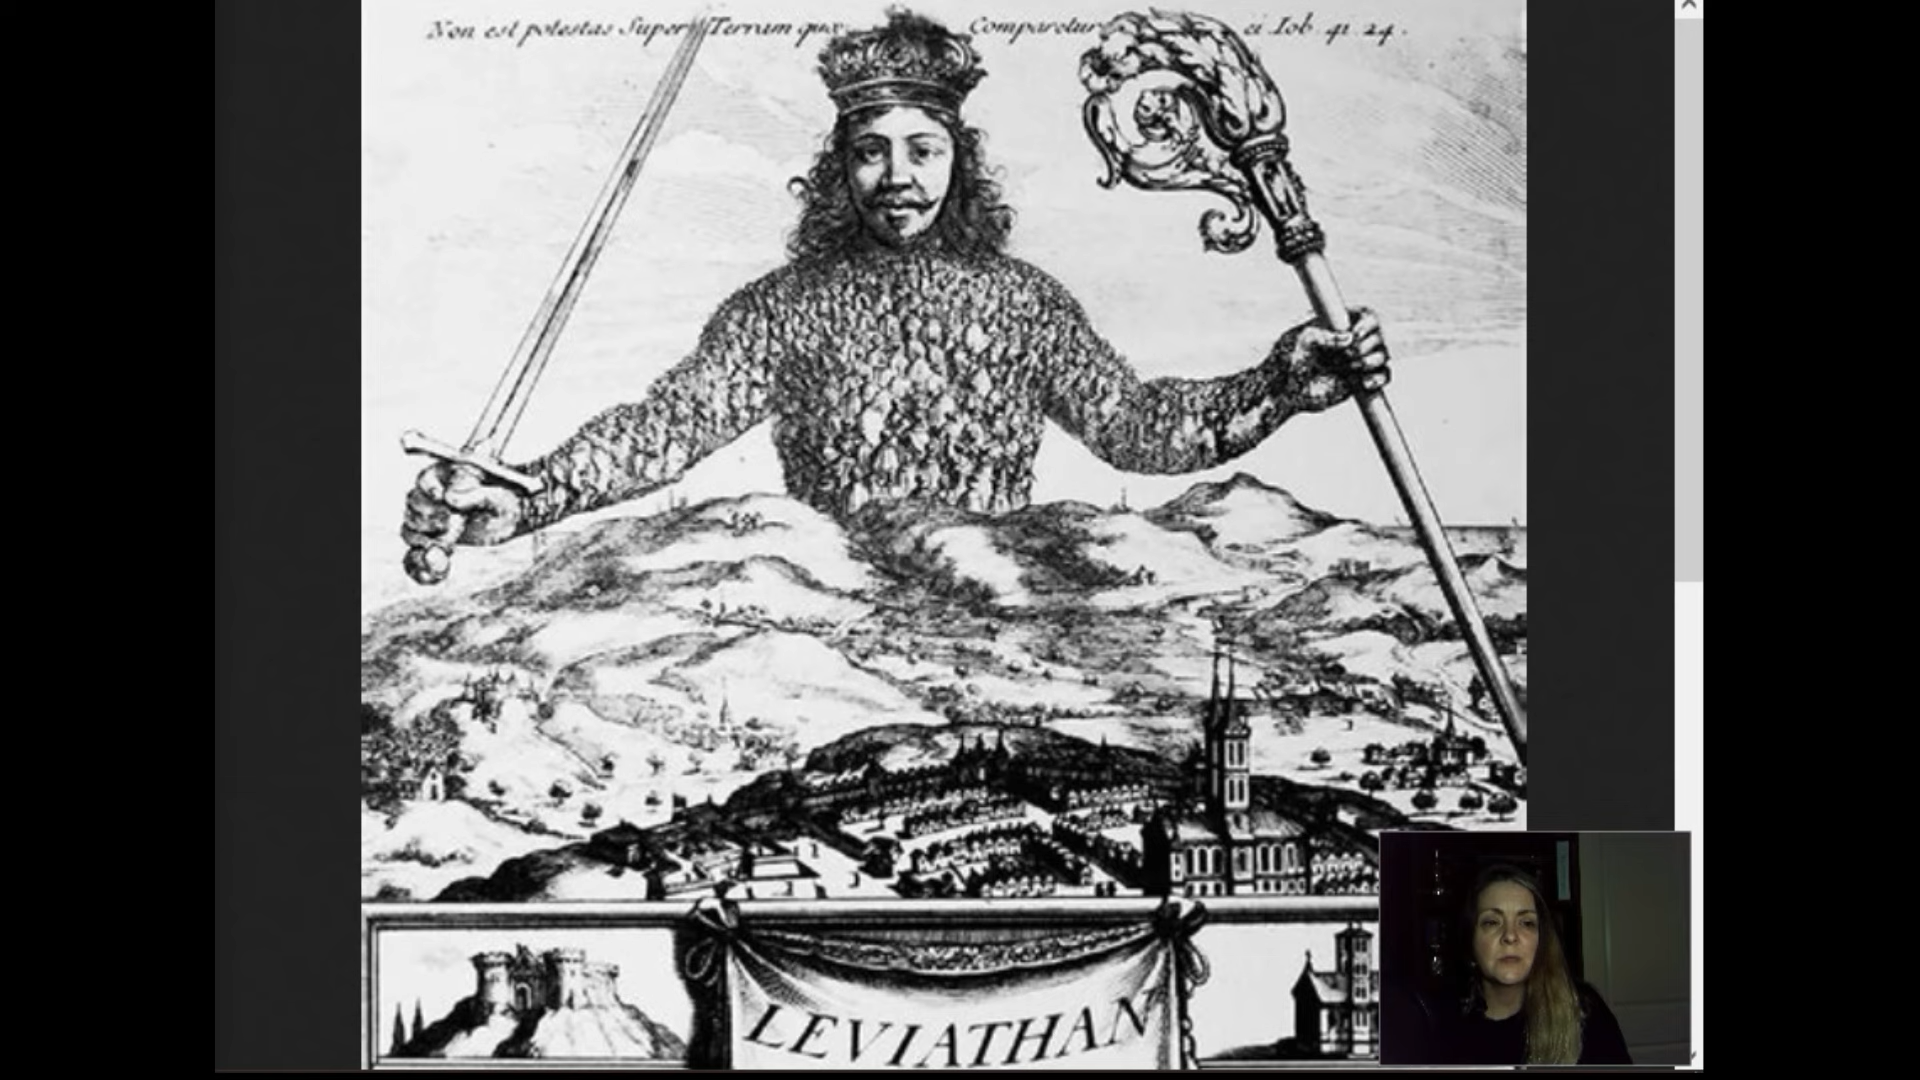 Non est potestas Super Terram quæ Comparetur ei Iob. 41. 24.
LEVIATHAN